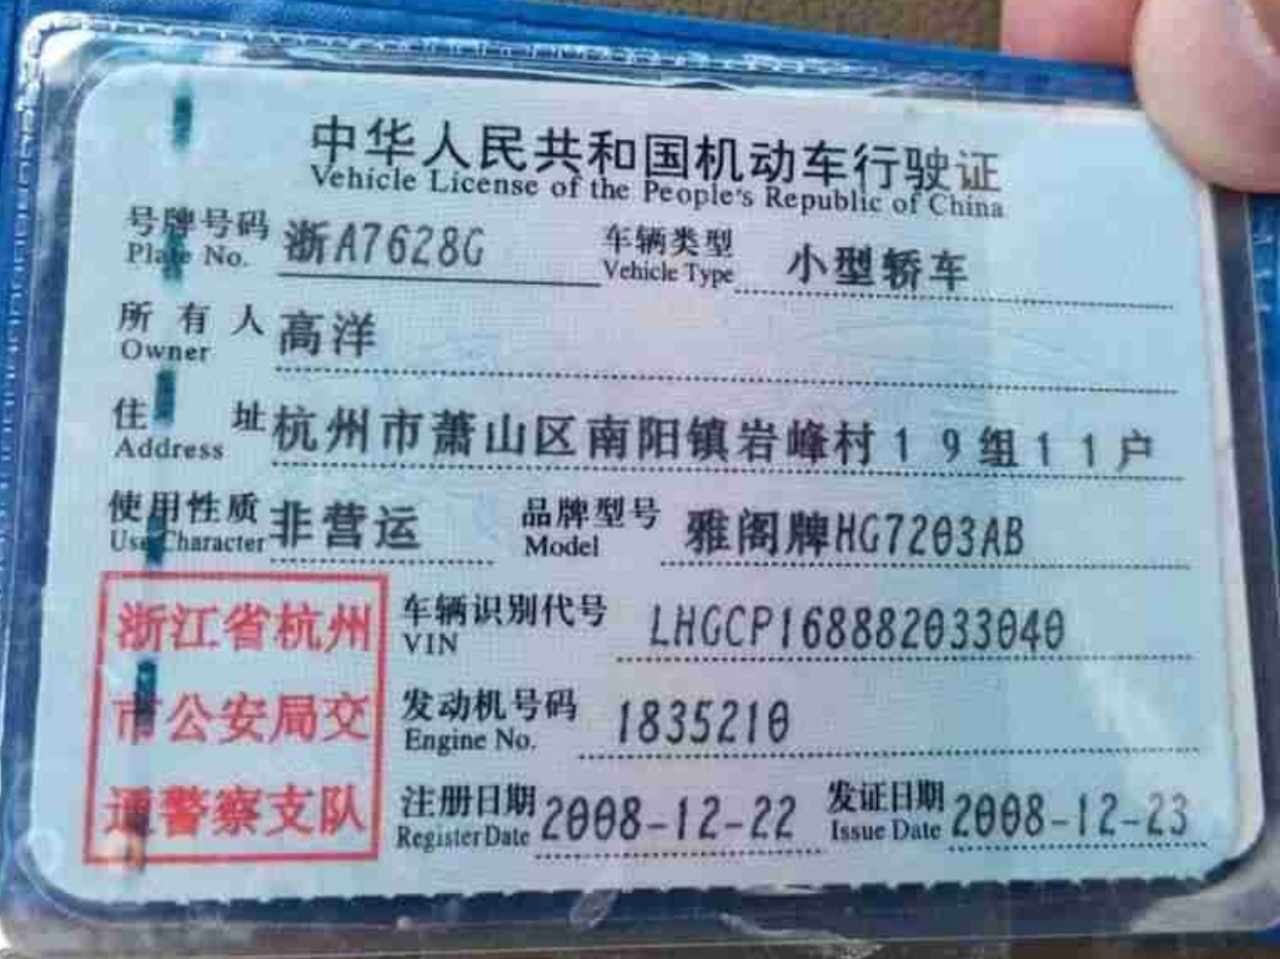 中华人民共和国机动车行驶证
Vehicle License of the People's Republic of China
号牌号码 浙A7628G 车辆类型 小型轿车
Plate No. Vehicle Type
所有人 高洋
Owner
住址 杭州市萧山区南阳镇岩峰村19组11户
Address
使用性质 非营运 品牌型号 雅阁牌HG7203AB
Use Character Model
浙江省杭州
市公安局交
通警察支队
车辆识别代号 LHGCP168882033040
VIN
发动机号码 1835210
Engine No.
注册日期 2008-12-22 发证日期 2008-12-23
Register Date Issue Date